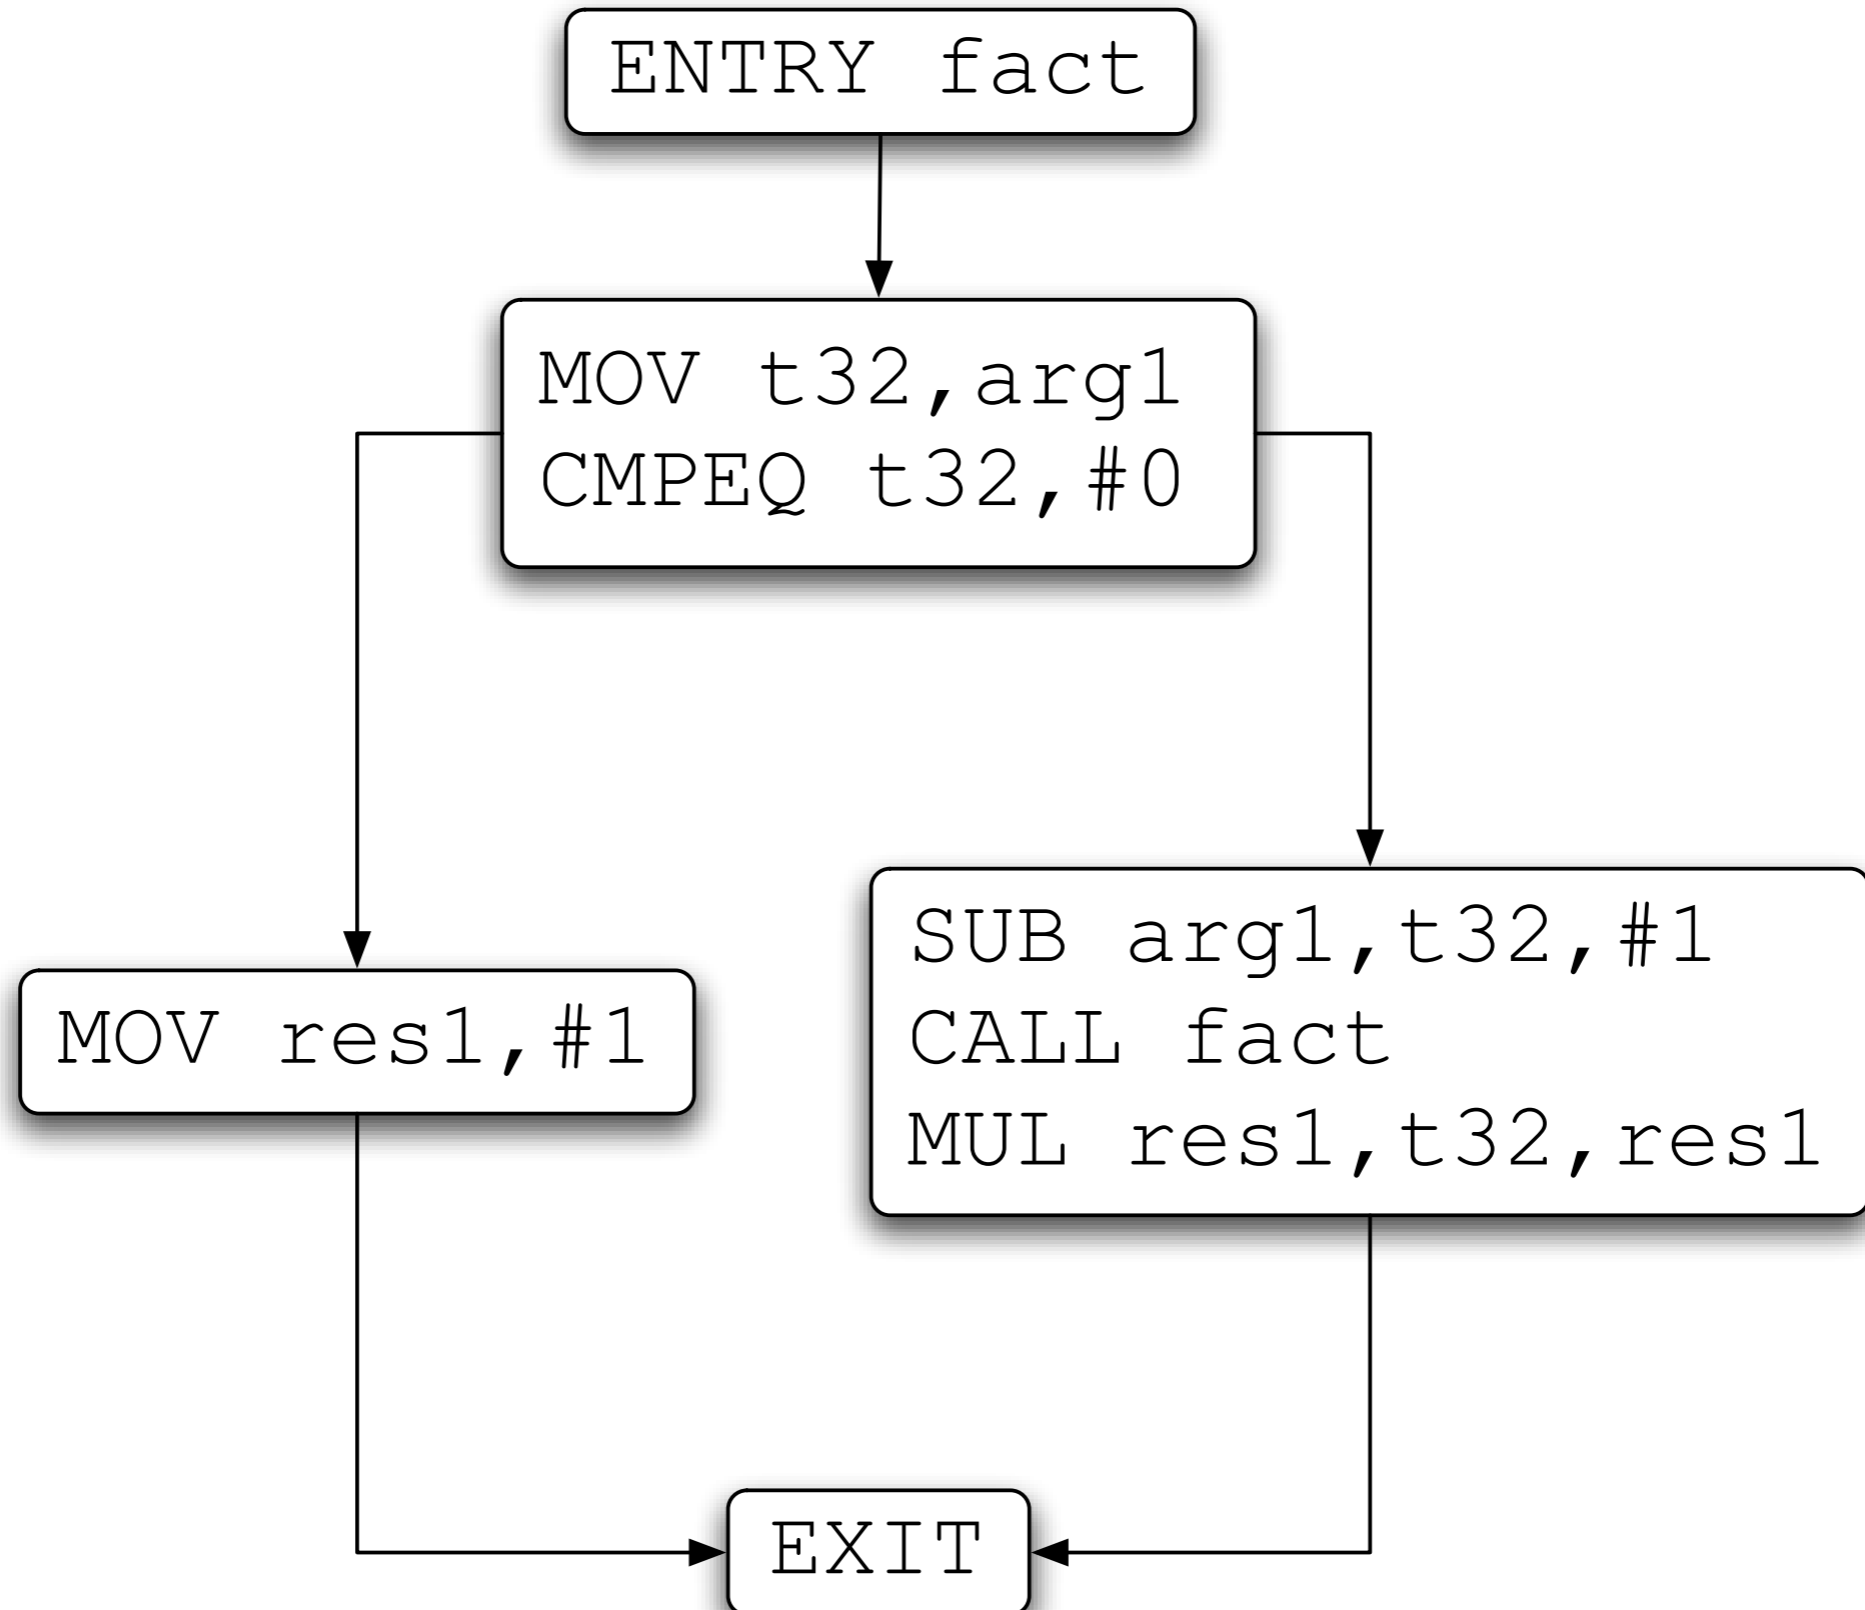 ENTRY fact
MOV t32,arg1
CMPEQ t32,#0
MOV res1,#1
SUB arg1,t32,#1
CALL fact
MUL res1,t32,res1
EXIT